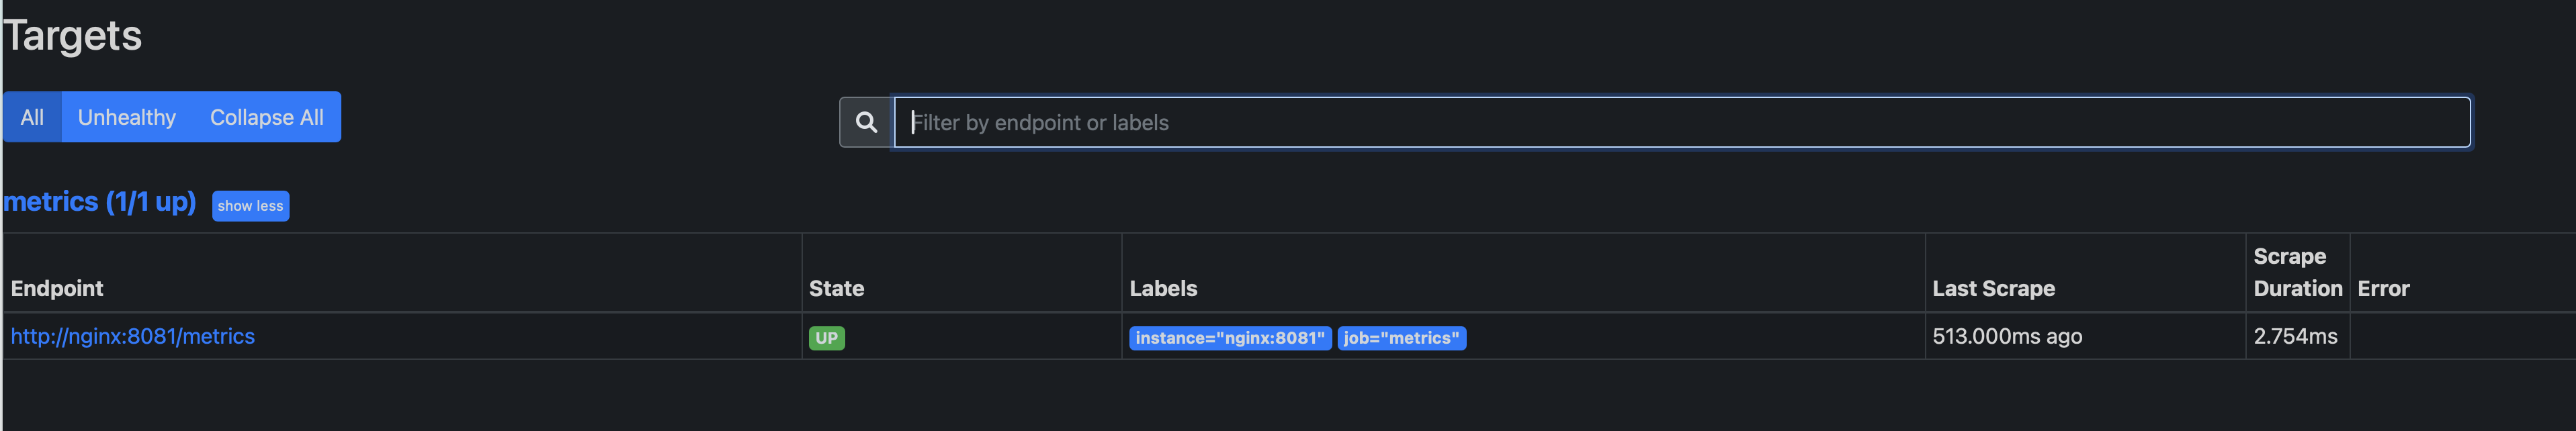 Targets
All Unhealthy Collapse All
Filter by endpoint or labels
metrics (1/1 up) show less
Endpoint State Labels Last Scrape Scrape Duration Error
http://nginx:8081/metrics UP instance="nginx:8081" job="metrics" 513.000ms ago 2.754ms